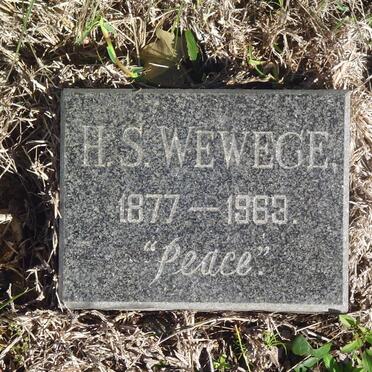 H. S. WEWEGE.
1877 — 1963.
"Peace".